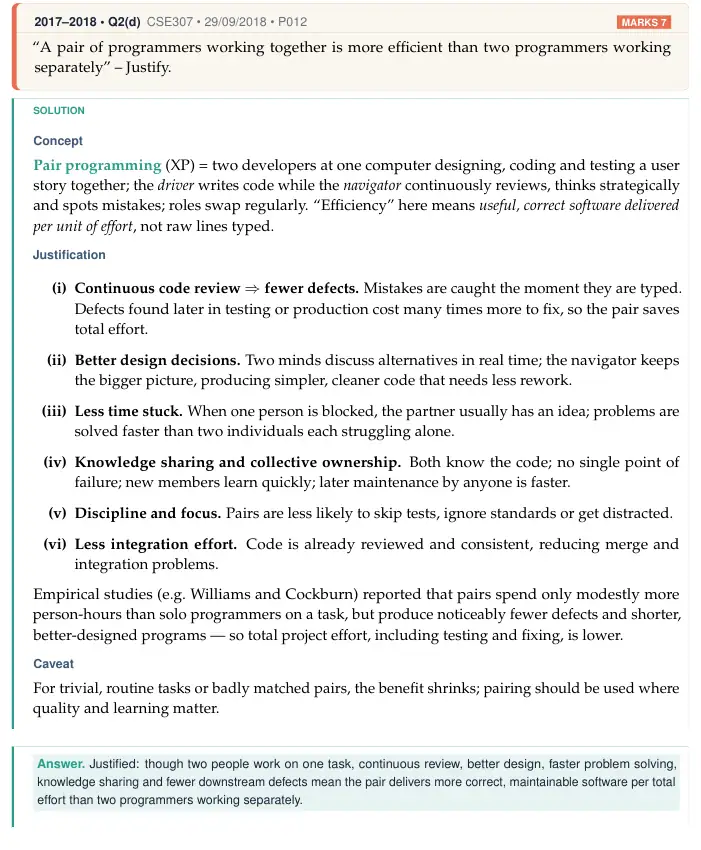 2017–2018 • Q2(d) CSE307 • 29/09/2018 • P012 MARKS 7
“A pair of programmers working together is more efficient than two programmers working
separately” – Justify.
SOLUTION
Concept
Pair programming (XP) = two developers at one computer designing, coding and testing a user
story together; the driver writes code while the navigator continuously reviews, thinks strategically
and spots mistakes; roles swap regularly. “Efficiency” here means useful, correct software delivered
per unit of effort, not raw lines typed.
Justification
(i) Continuous code review ⇒ fewer defects. Mistakes are caught the moment they are typed.
Defects found later in testing or production cost many times more to fix, so the pair saves
total effort.
(ii) Better design decisions. Two minds discuss alternatives in real time; the navigator keeps
the bigger picture, producing simpler, cleaner code that needs less rework.
(iii) Less time stuck. When one person is blocked, the partner usually has an idea; problems are
solved faster than two individuals each struggling alone.
(iv) Knowledge sharing and collective ownership. Both know the code; no single point of
failure; new members learn quickly; later maintenance by anyone is faster.
(v) Discipline and focus. Pairs are less likely to skip tests, ignore standards or get distracted.
(vi) Less integration effort. Code is already reviewed and consistent, reducing merge and
integration problems.
Empirical studies (e.g. Williams and Cockburn) reported that pairs spend only modestly more
person-hours than solo programmers on a task, but produce noticeably fewer defects and shorter,
better-designed programs — so total project effort, including testing and fixing, is lower.
Caveat
For trivial, routine tasks or badly matched pairs, the benefit shrinks; pairing should be used where
quality and learning matter.
Answer. Justified: though two people work on one task, continuous review, better design, faster problem solving,
knowledge sharing and fewer downstream defects mean the pair delivers more correct, maintainable software per total
effort than two programmers working separately.